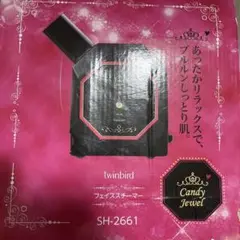 あったかリラックスで、
プルルンしっとり肌。
twinbird
フェイススチーマー
SH-2661
Candy
Jewel